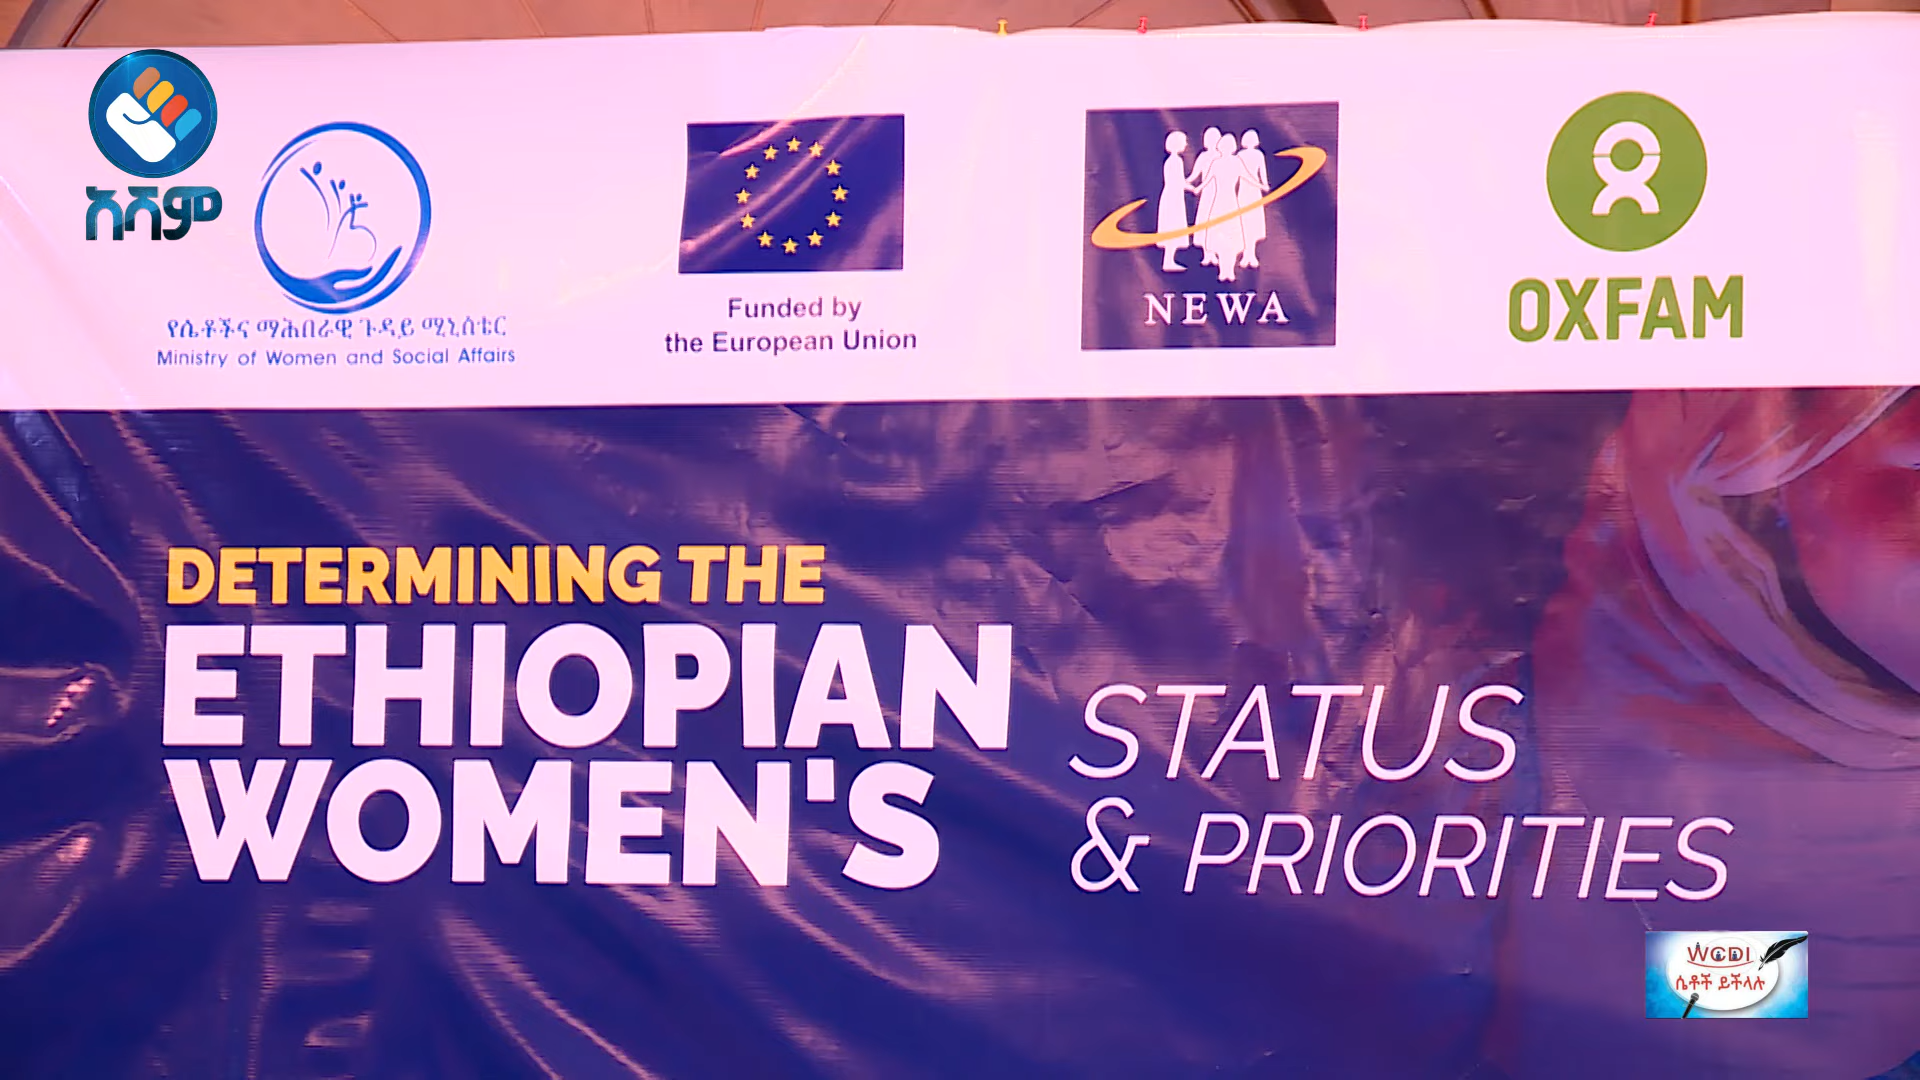 አሻም
የሴቶችና ማሕበራዊ ጉዳይ ሚኒስቴር
Ministry of Women and Social Affairs
Funded by
the European Union
NEWA
OXFAM
DETERMINING THE
ETHIOPIAN
WOMEN'S
STATUS
& PRIORITIES
WCDI
ሴቶች ይችላሉ